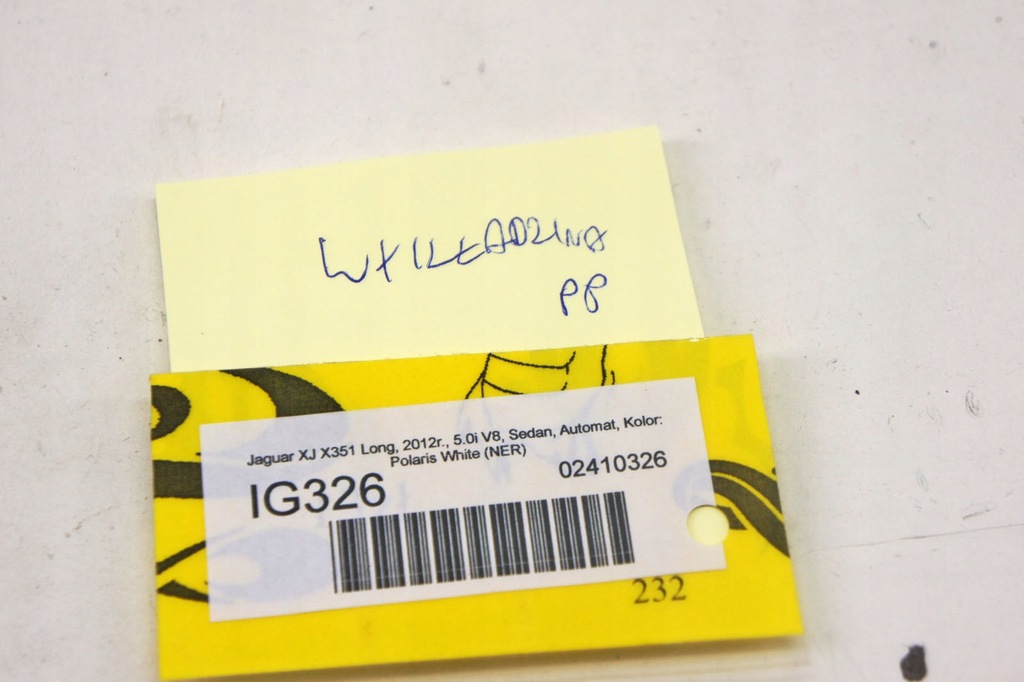 WYKŁADZINA
PP
Jaguar XJ X351 Long, 2012r., 5.0i V8, Sedan, Automat, Kolor:
Polaris White (NER)
IG326 02410326
232